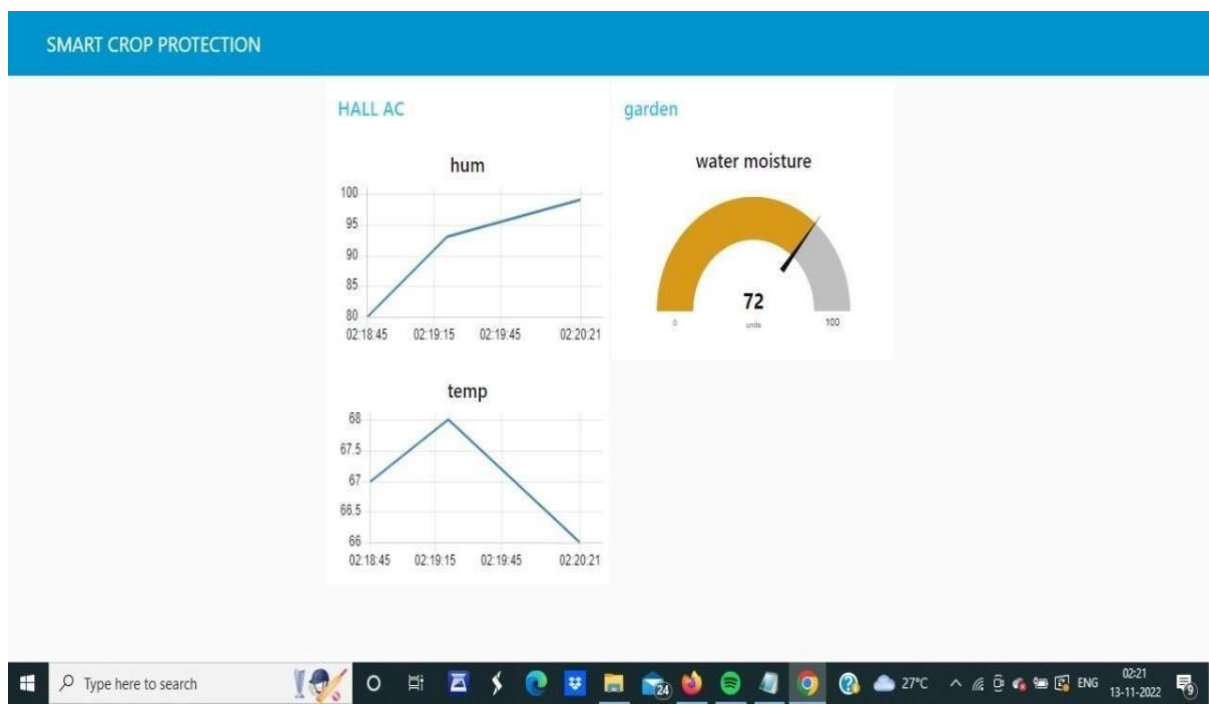 SMART CROP PROTECTION
HALL AC
hum
100
95
90
85
80
02:18:45 02:19:15 02:19:45 02:20:21
temp
68
67.5
67
66.5
66
02:18:45 02:19:15 02:19:45 02:20:21
garden
water moisture
72
0 units 100
Type here to search
24
27°C
ENG
02:21
13-11-2022
9